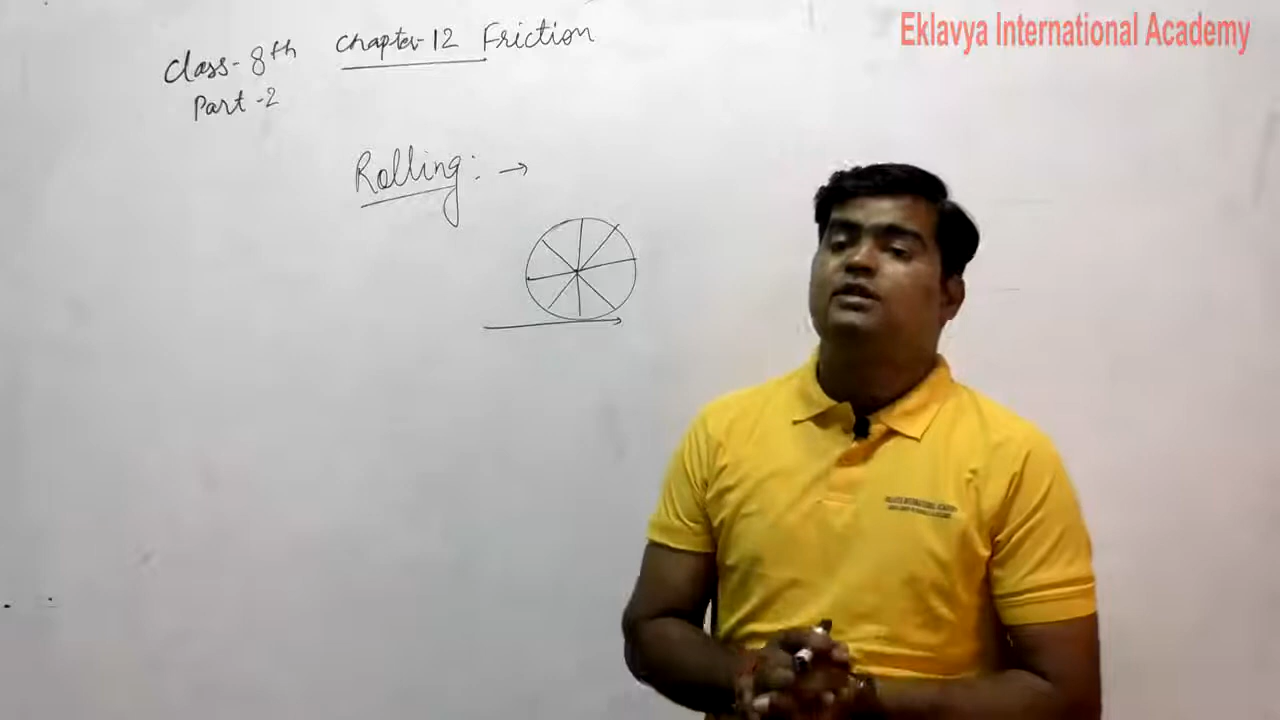 Eklavya International Academy
Class-8th Chapter-12 Friction
Part-2
Rolling:→